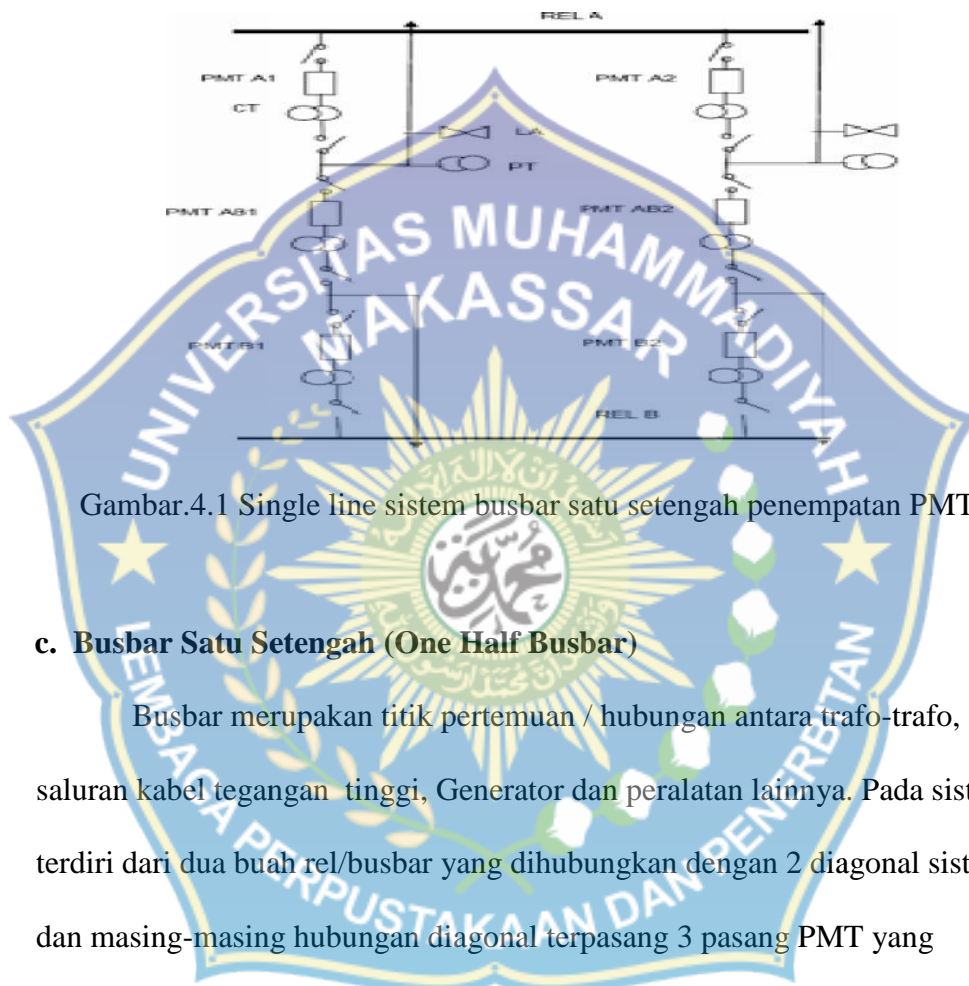 REL A
PMT A1
PMT A2
CT
LA
PT
PMT AB1
PMT AB2
PMT B1
PMT B2
REL B
UNIVERSITAS MUHAMMADIYAH
MAKASSAR
LEMBAGA PERPUSTAKAAN DAN PENERBITAN
Gambar.4.1 Single line sistem busbar satu setengah penempatan PMT
c. Busbar Satu Setengah (One Half Busbar)
Busbar merupakan titik pertemuan / hubungan antara trafo-trafo,
saluran kabel tegangan tinggi, Generator dan peralatan lainnya. Pada sist
terdiri dari dua buah rel/busbar yang dihubungkan dengan 2 diagonal sist
dan masing-masing hubungan diagonal terpasang 3 pasang PMT yang